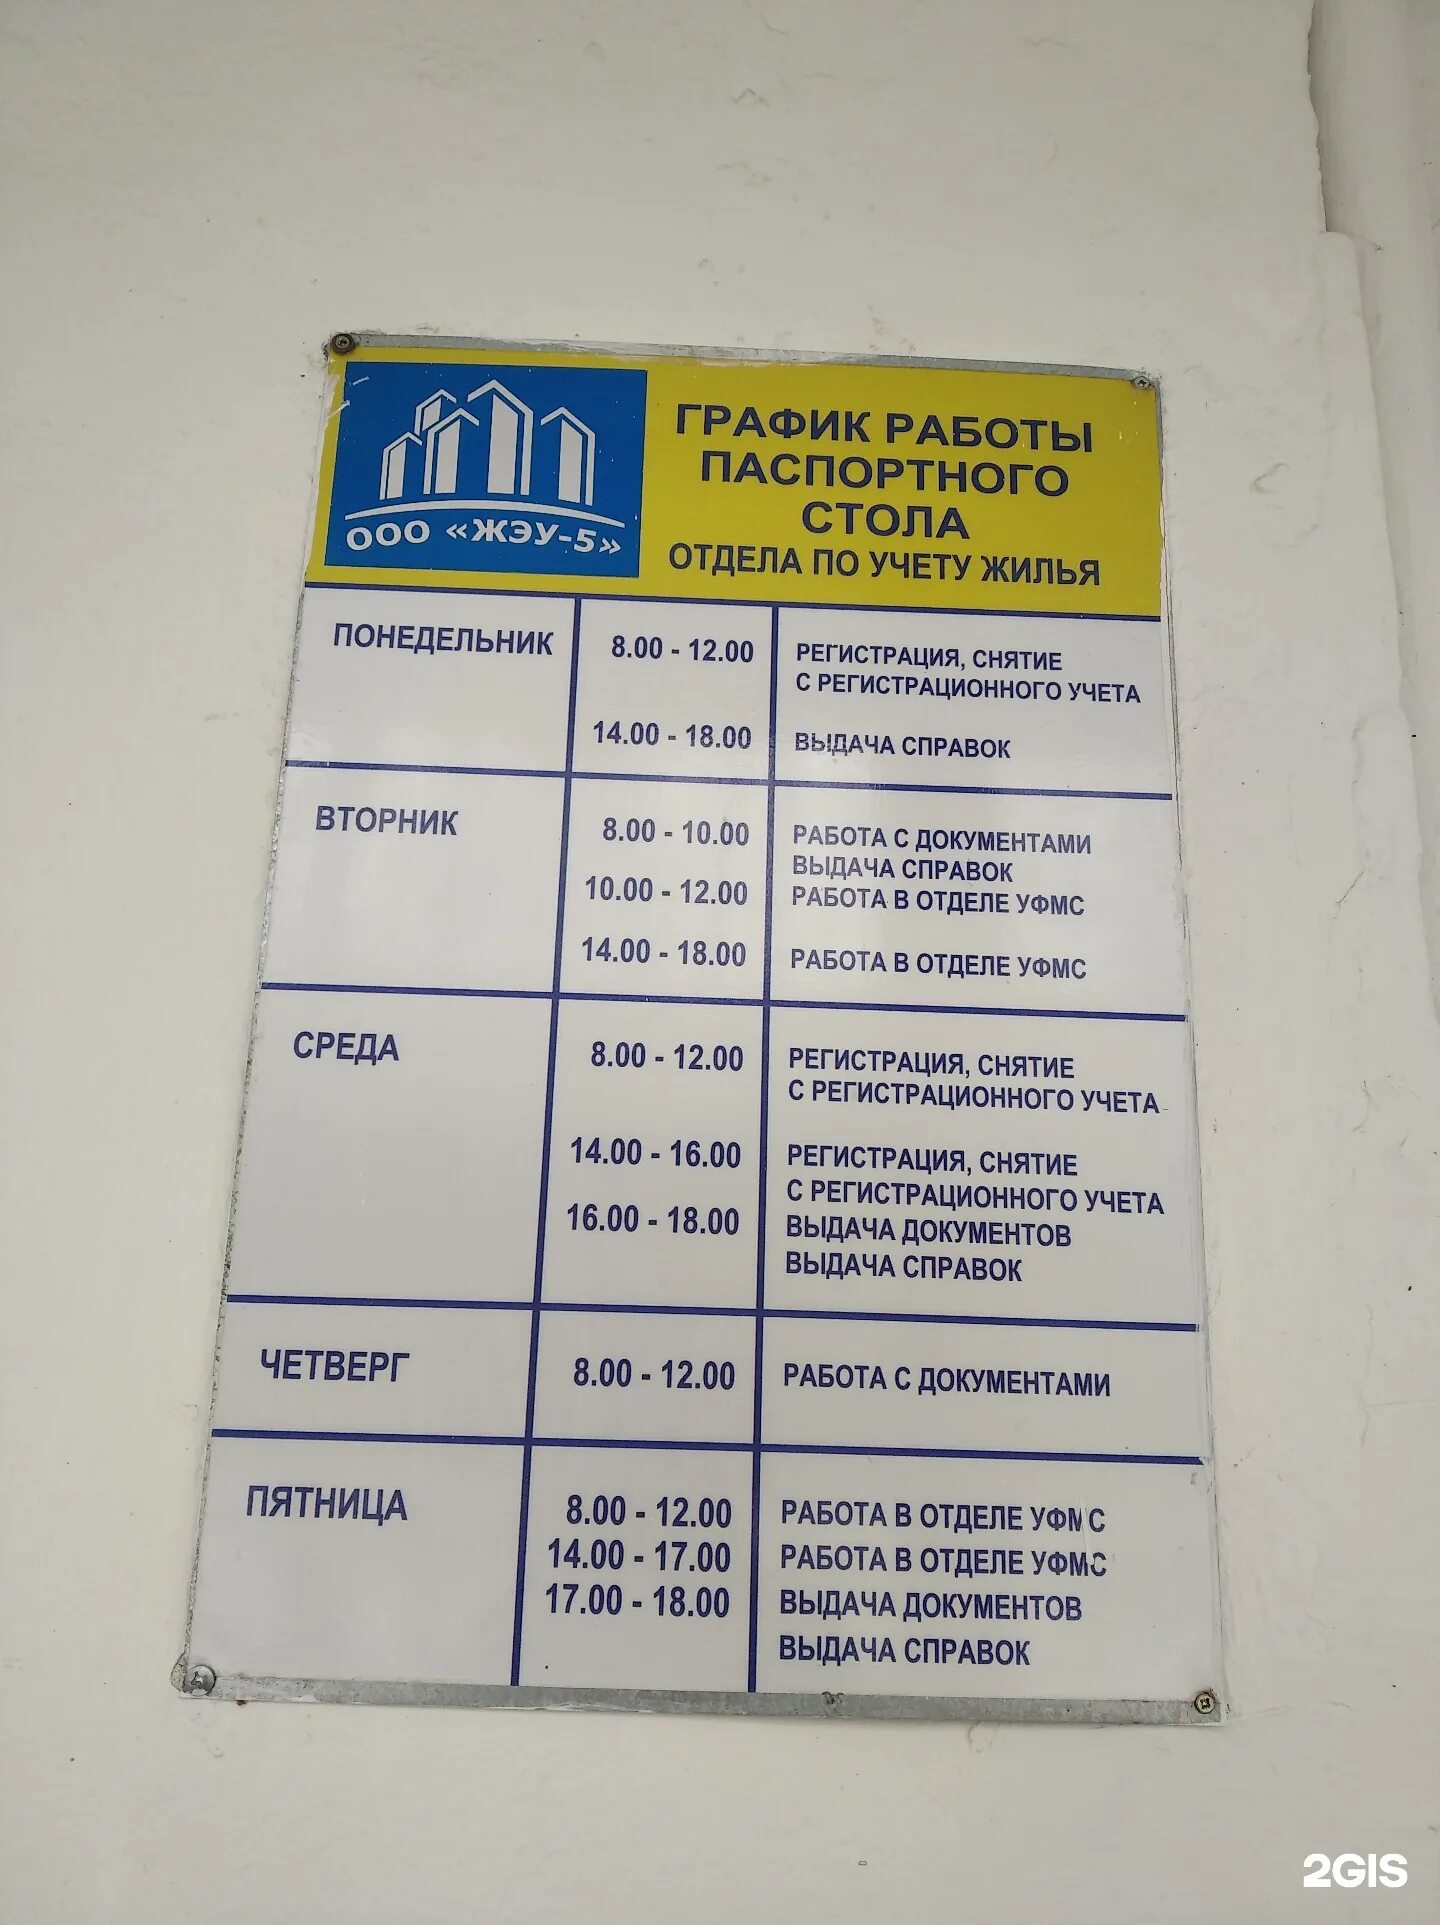 ООО «ЖЭУ-5»
ГРАФИК РАБОТЫ
ПАСПОРТНОГО
СТОЛА
ОТДЕЛА ПО УЧЕТУ ЖИЛЬЯ
ПОНЕДЕЛЬНИК 8.00 - 12.00 РЕГИСТРАЦИЯ, СНЯТИЕ
С РЕГИСТРАЦИОННОГО УЧЕТА
14.00 - 18.00 ВЫДАЧА СПРАВОК
ВТОРНИК 8.00 - 10.00 РАБОТА С ДОКУМЕНТАМИ
ВЫДАЧА СПРАВОК
10.00 - 12.00 РАБОТА В ОТДЕЛЕ УФМС
14.00 - 18.00 РАБОТА В ОТДЕЛЕ УФМС
СРЕДА 8.00 - 12.00 РЕГИСТРАЦИЯ, СНЯТИЕ
С РЕГИСТРАЦИОННОГО УЧЕТА
14.00 - 16.00 РЕГИСТРАЦИЯ, СНЯТИЕ
С РЕГИСТРАЦИОННОГО УЧЕТА
16.00 - 18.00 ВЫДАЧА ДОКУМЕНТОВ
ВЫДАЧА СПРАВОК
ЧЕТВЕРГ 8.00 - 12.00 РАБОТА С ДОКУМЕНТАМИ
ПЯТНИЦА 8.00 - 12.00 РАБОТА В ОТДЕЛЕ УФМС
14.00 - 17.00 РАБОТА В ОТДЕЛЕ УФМС
17.00 - 18.00 ВЫДАЧА ДОКУМЕНТОВ
ВЫДАЧА СПРАВОК
2GIS